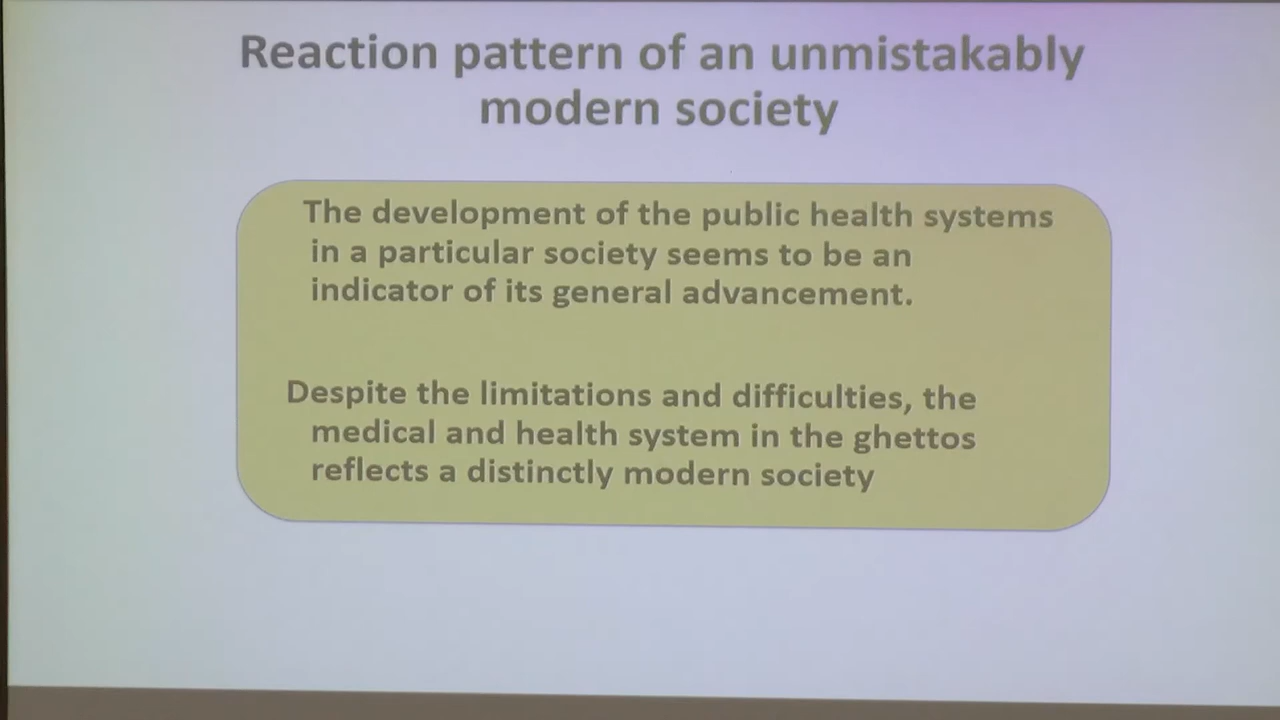 Reaction pattern of an unmistakably
modern society
The development of the public health systems
in a particular society seems to be an
indicator of its general advancement.
Despite the limitations and difficulties, the
medical and health system in the ghettos
reflects a distinctly modern society